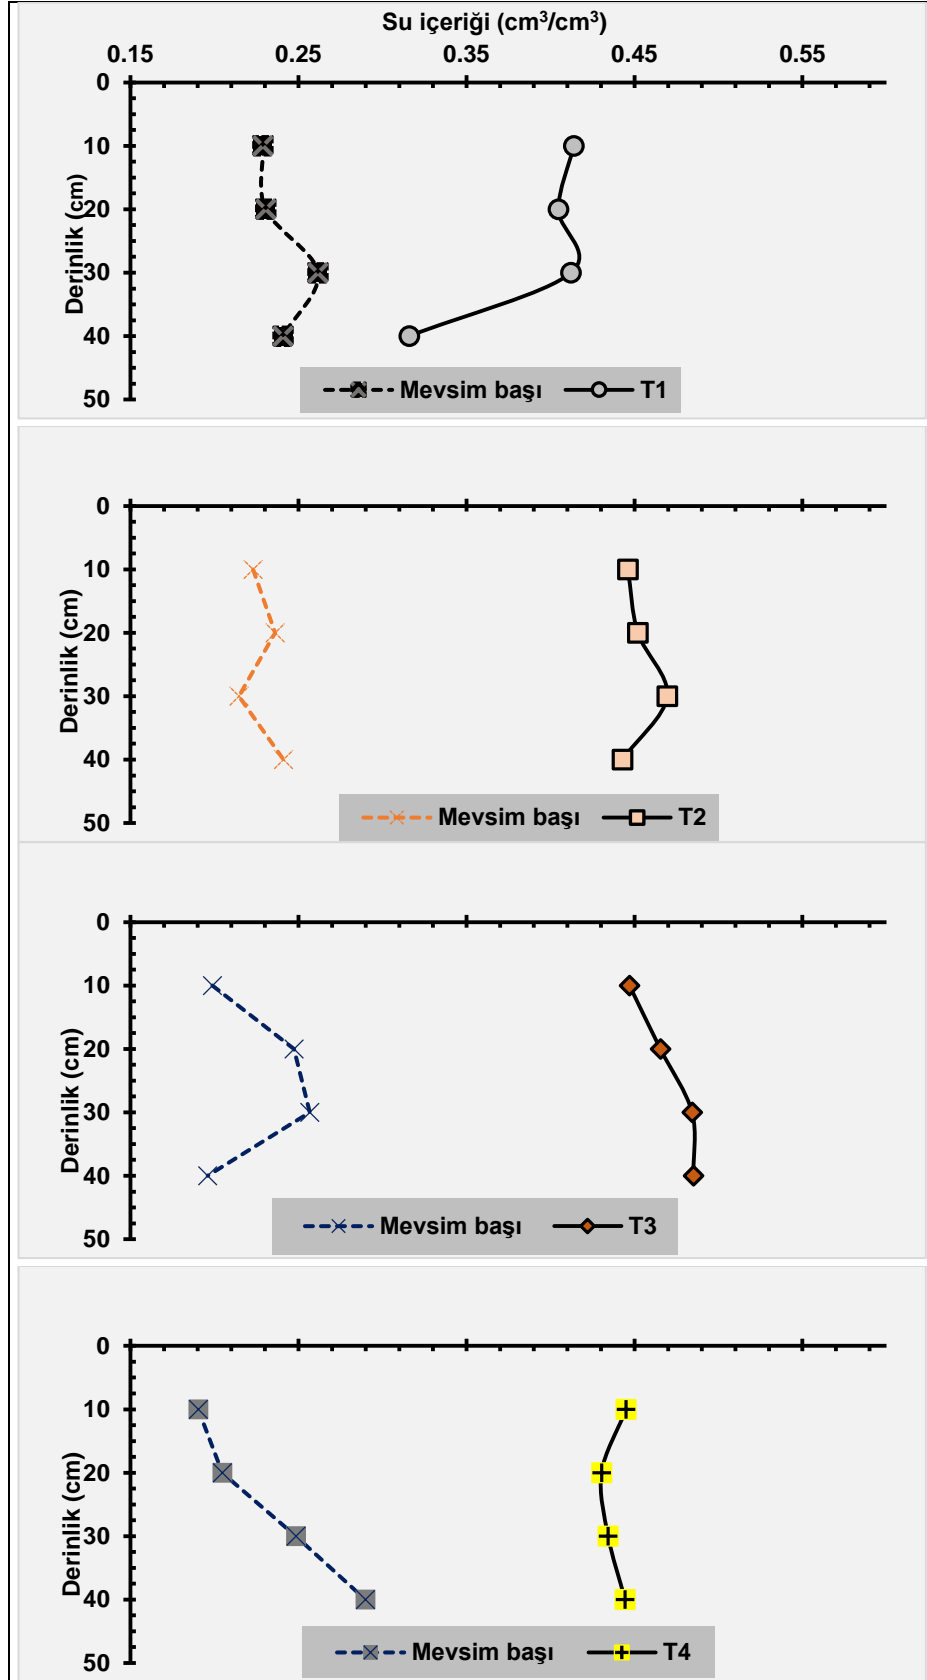 Su içeriği (cm³/cm³)
0.15 0.25 0.35 0.45 0.55
0
10
20
30
40
50
Derinlik (cm)
Mevsim başı T1
0
10
20
30
40
50
Derinlik (cm)
Mevsim başı T2
0
10
20
30
40
50
Derinlik (cm)
Mevsim başı T3
0
10
20
30
40
50
Derinlik (cm)
Mevsim başı T4